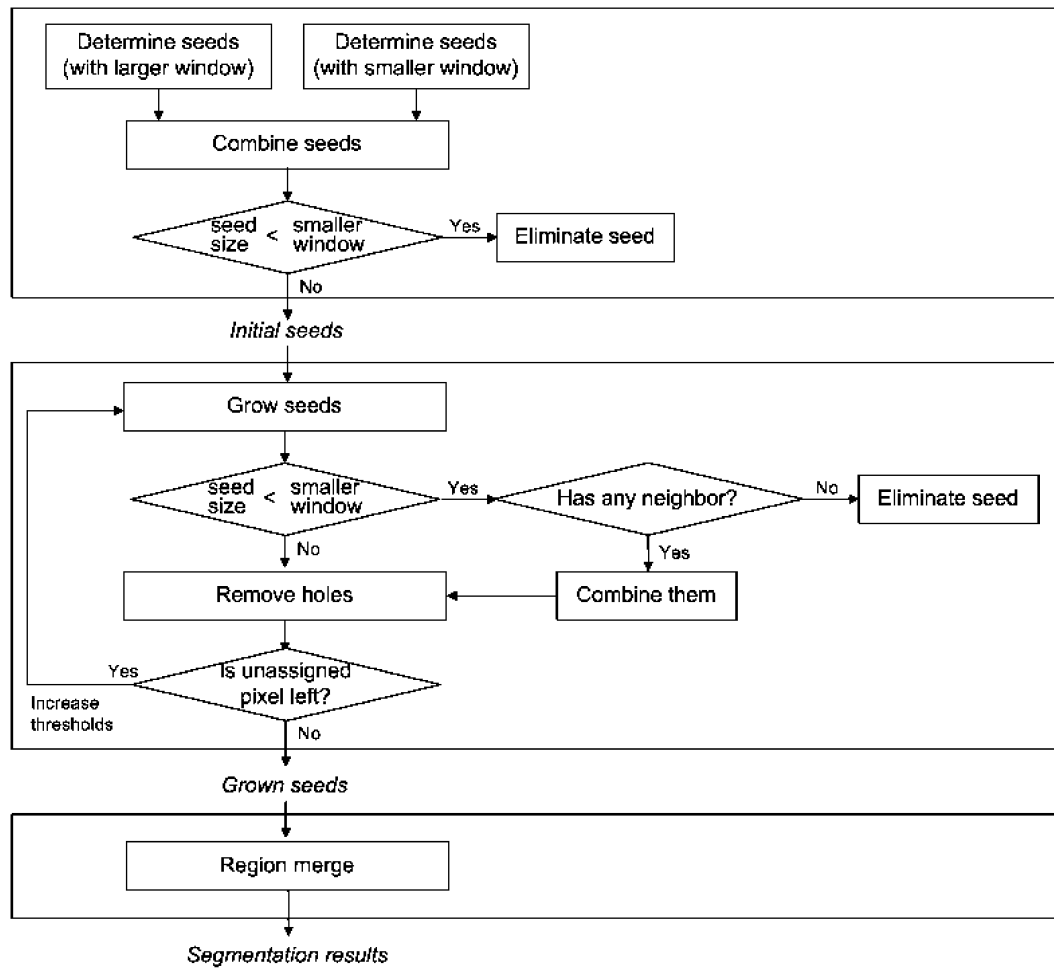 Determine seeds
(with larger window)
Determine seeds
(with smaller window)
Combine seeds
seed < smaller
size window
Yes
Eliminate seed
No
Initial seeds
Grow seeds
seed < smaller
size window
Yes
Has any neighbor?
No
Eliminate seed
No
Yes
Remove holes
Combine them
Yes
Is unassigned
pixel left?
Increase
thresholds
No
Grown seeds
Region merge
Segmentation results